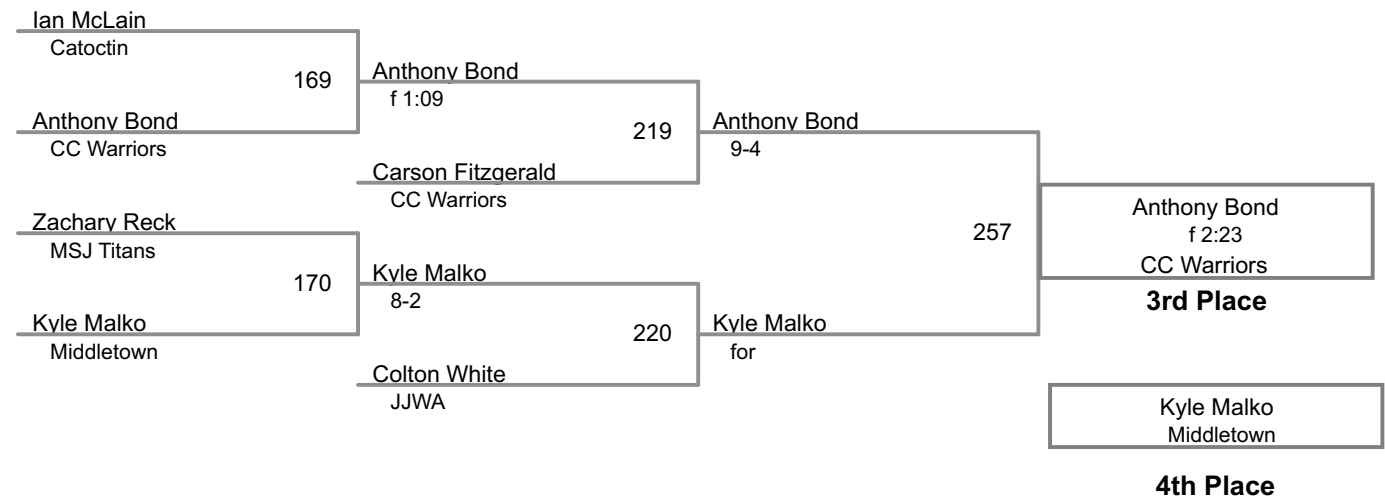 Ian McLain
Catoctin
169
Anthony Bond
f 1:09
Anthony Bond
CC Warriors
219
Anthony Bond
9-4
Carson Fitzgerald
CC Warriors
Zachary Reck
MSJ Titans
257
Anthony Bond
f 2:23
CC Warriors
3rd Place
170
Kyle Malko
8-2
Kyle Malko
Middletown
220
Kyle Malko
for
Colton White
JJWA
Kyle Malko
Middletown
4th Place